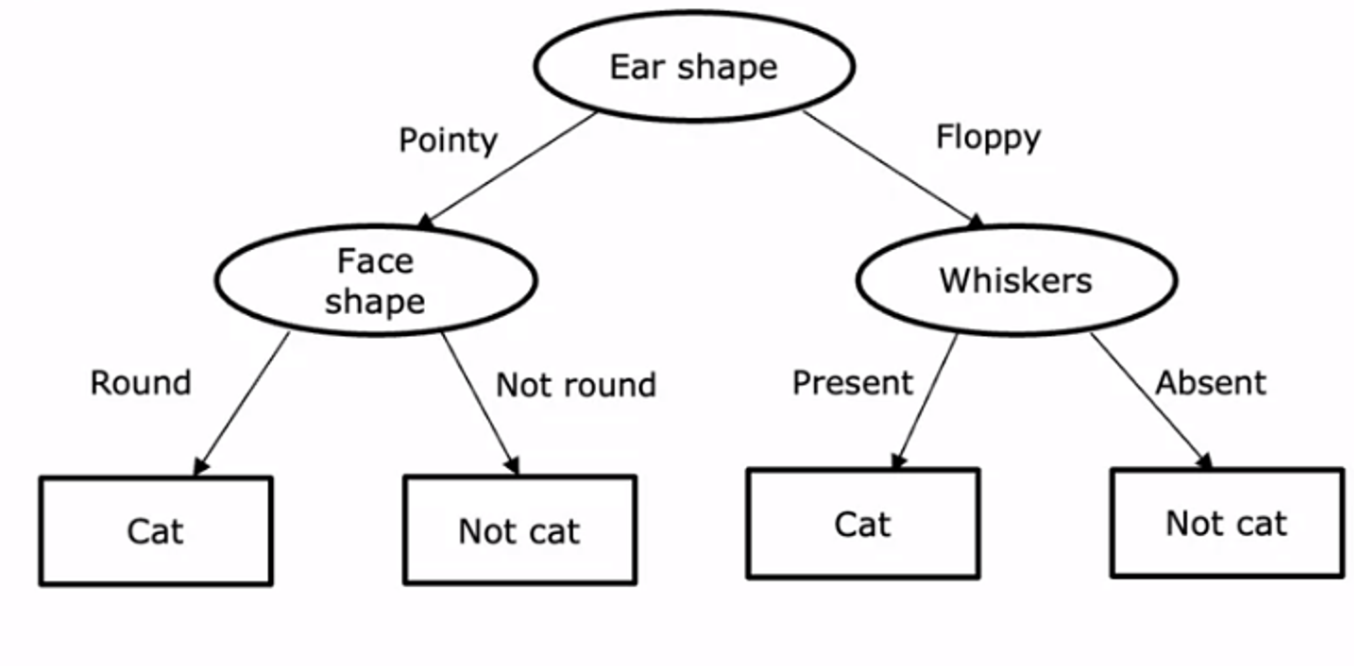 Ear shape
Pointy
Floppy
Face
shape
Whiskers
Round
Not round
Present
Absent
Cat
Not cat
Cat
Not cat